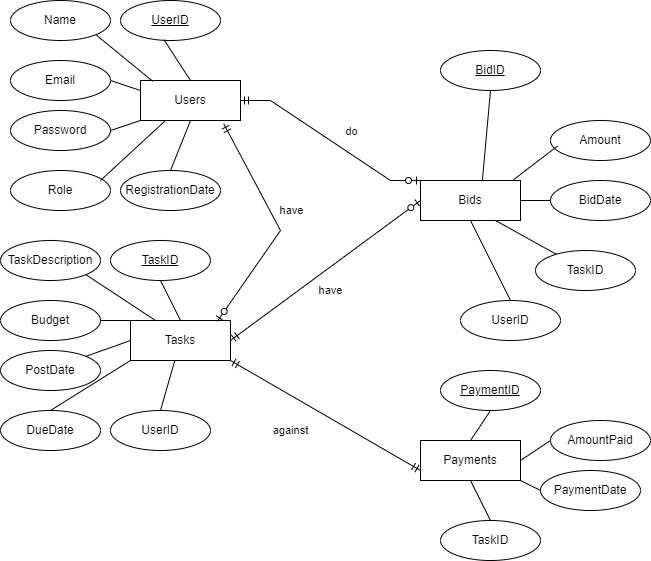 Name
UserID
Email
Users
Password
Role
RegistrationDate
do
have
BidID
Amount
Bids
BidDate
TaskID
UserID
TaskDescription
TaskID
Budget
Tasks
PostDate
DueDate
UserID
have
against
PaymentID
AmountPaid
Payments
PaymentDate
TaskID